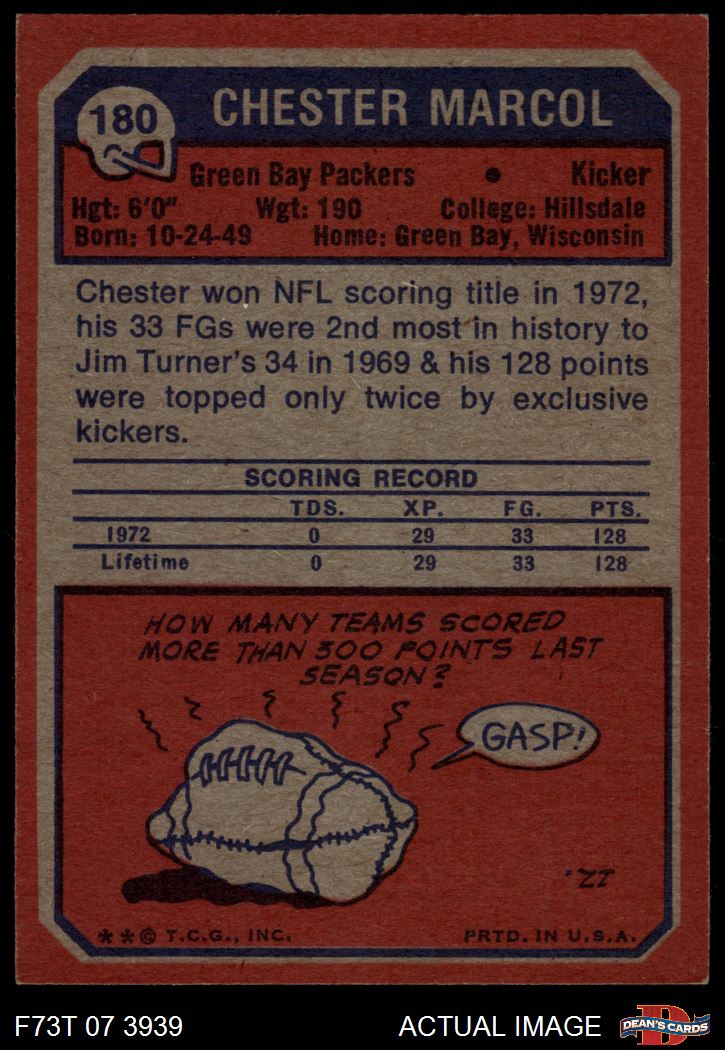 180
CHESTER MARCOL
Green Bay Packers • Kicker
Hgt: 6'0" Wgt: 190 College: Hillsdale
Born: 10-24-49 Home: Green Bay, Wisconsin
Chester won NFL scoring title in 1972,
his 33 FGs were 2nd most in history to
Jim Turner's 34 in 1969 & his 128 points
were topped only twice by exclusive
kickers.
SCORING RECORD
TDS. XP. FG. PTS.
1972 0 29 33 128
Lifetime 0 29 33 128
HOW MANY TEAMS SCORED
MORE THAN 300 POINTS LAST
SEASON?
GASP!
* * © T.C.G., INC. PRTD. IN U.S.A.
F73T 07 3939 ACTUAL IMAGE
D
DEAN'S CARDS